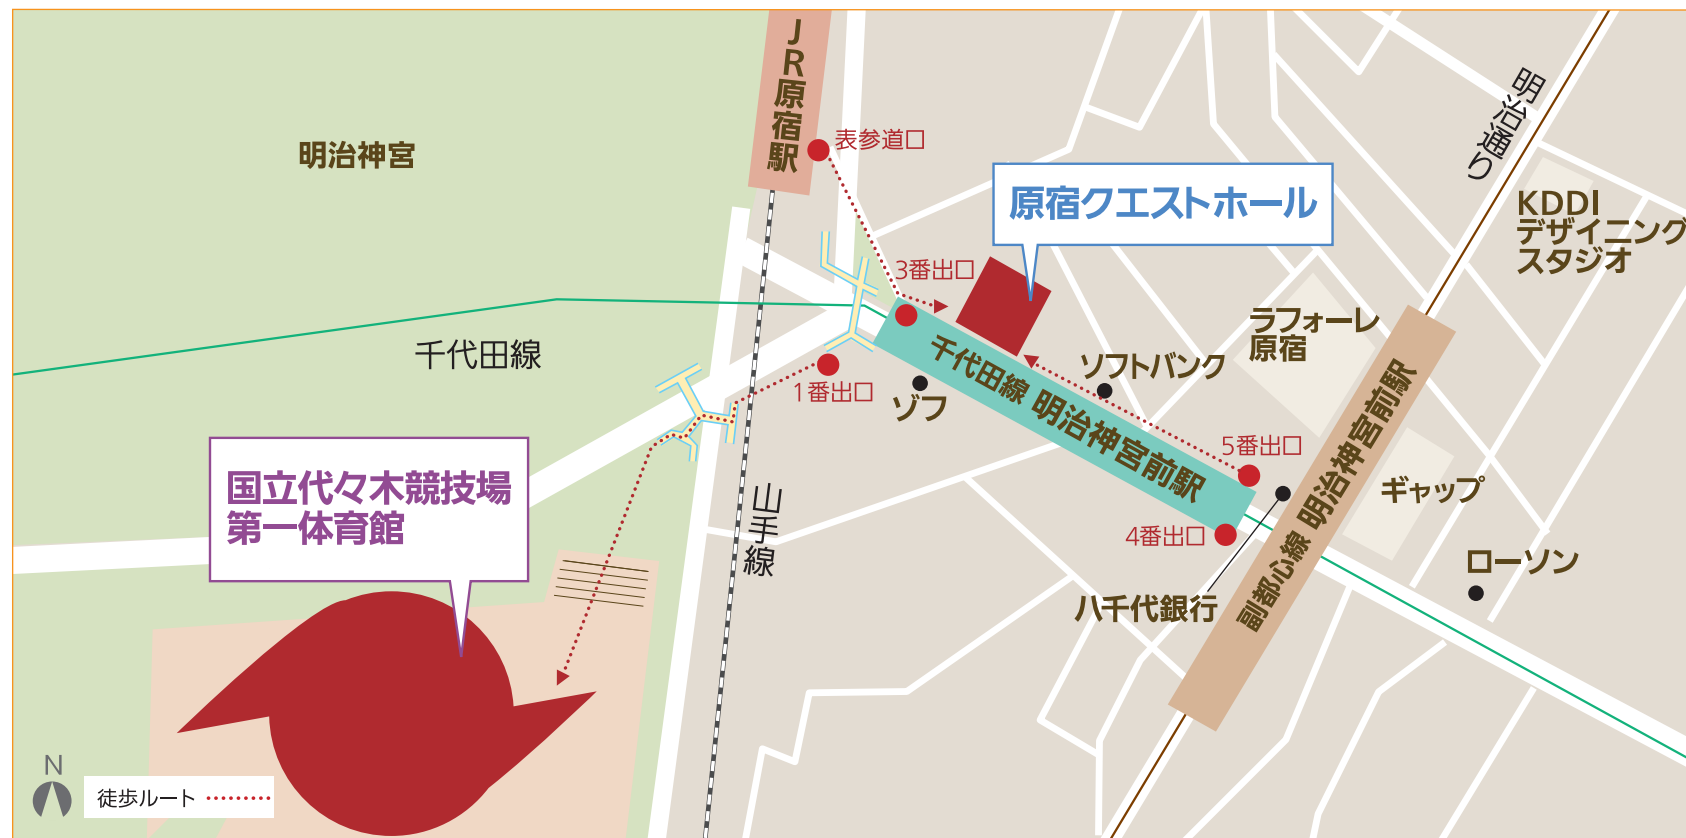 JR原宿駅
表参道口
明治神宮
明治通り
原宿クエストホール
KDDI
デザイニング
スタジオ
3番出口
千代田線
ラフォーレ
原宿
ソフトバンク
1番出口
ゾフ
千代田線 明治神宮前駅
5番出口
国立代々木競技場
第一体育館
山手線
4番出口
ギャップ
ローソン
八千代銀行
副都心線 明治神宮前駅
N
徒歩ルート